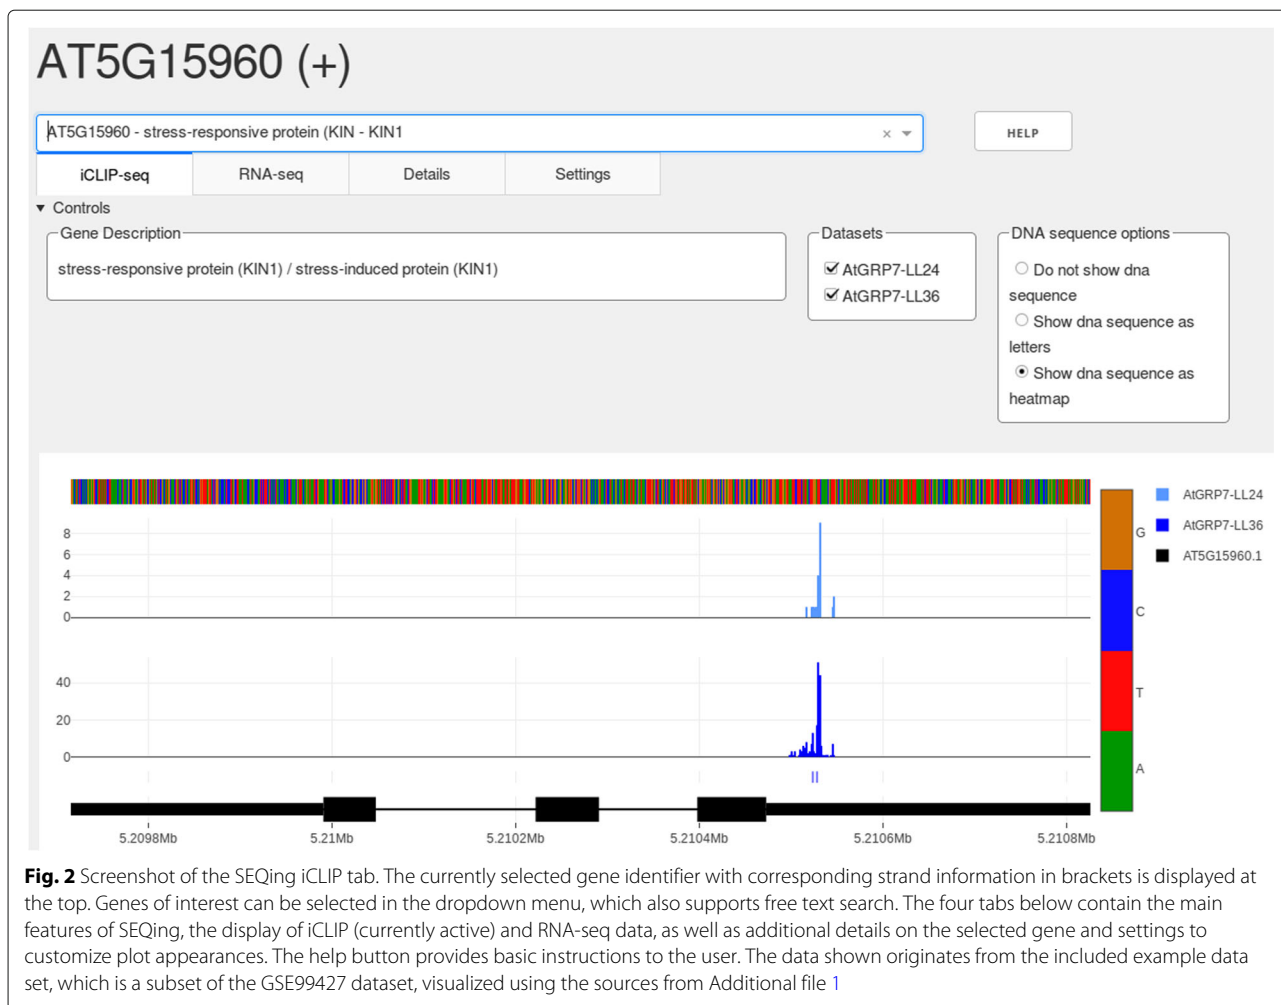 AT5G15960 (+)
AT5G15960 - stress-responsive protein (KIN - KIN1
× 
HELP
iCLIP-seq
RNA-seq
Details
Settings
▼ Controls
Gene Description
stress-responsive protein (KIN1) / stress-induced protein (KIN1)
Datasets
AtGRP7-LL24
AtGRP7-LL36
DNA sequence options
Do not show dna
sequence
Show dna sequence as
letters
Show dna sequence as
heatmap
8
6
4
2
0
40
20
0
5.2098Mb
5.21Mb
5.2102Mb
5.2104Mb
5.2106Mb
5.2108Mb
G
C
T
A
AtGRP7-LL24
AtGRP7-LL36
AT5G15960.1
Fig. 2 Screenshot of the SEQing iCLIP tab. The currently selected gene identifier with corresponding strand information in brackets is displayed at
the top. Genes of interest can be selected in the dropdown menu, which also supports free text search. The four tabs below contain the main
features of SEQing, the display of iCLIP (currently active) and RNA-seq data, as well as additional details on the selected gene and settings to
customize plot appearances. The help button provides basic instructions to the user. The data shown originates from the included example data
set, which is a subset of the GSE99427 dataset, visualized using the sources from Additional file 1